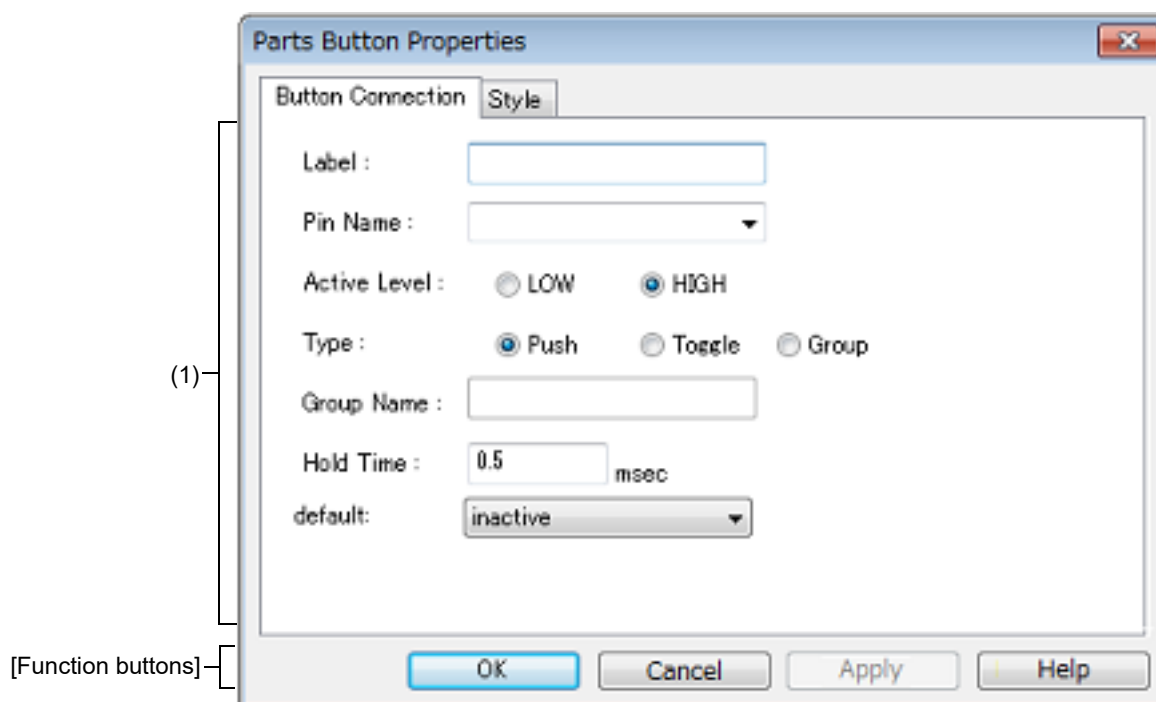 Parts Button Properties
Button Connection Style
Label :
Pin Name :
Active Level : LOW HIGH
Type : Push Toggle Group
(1)
Group Name :
Hold Time : 0.5 msec
default: inactive
[Function buttons] OK Cancel Apply Help